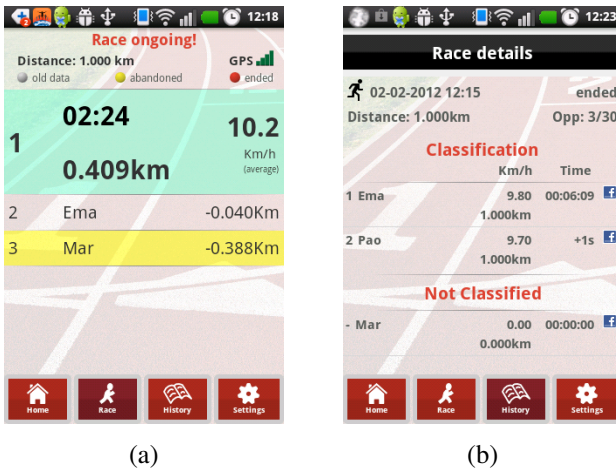 12:18
Race ongoing!
Distance: 1.000 km GPS
old data abandoned ended
1 02:24 10.2
Km/h
0.409km (average)
2 Ema -0.040Km
3 Mar -0.388Km
Home Race History Settings
(a)
12:23
Race details
02-02-2012 12:15 ended
Distance: 1.000km Opp: 3/30
Classification
Km/h Time
1 Ema 9.80 00:06:09 f
1.000km
2 Pao 9.70 +1s f
1.000km
Not Classified
- Mar 0.00 00:00:00 f
0.000km
Home Race History Settings
(b)